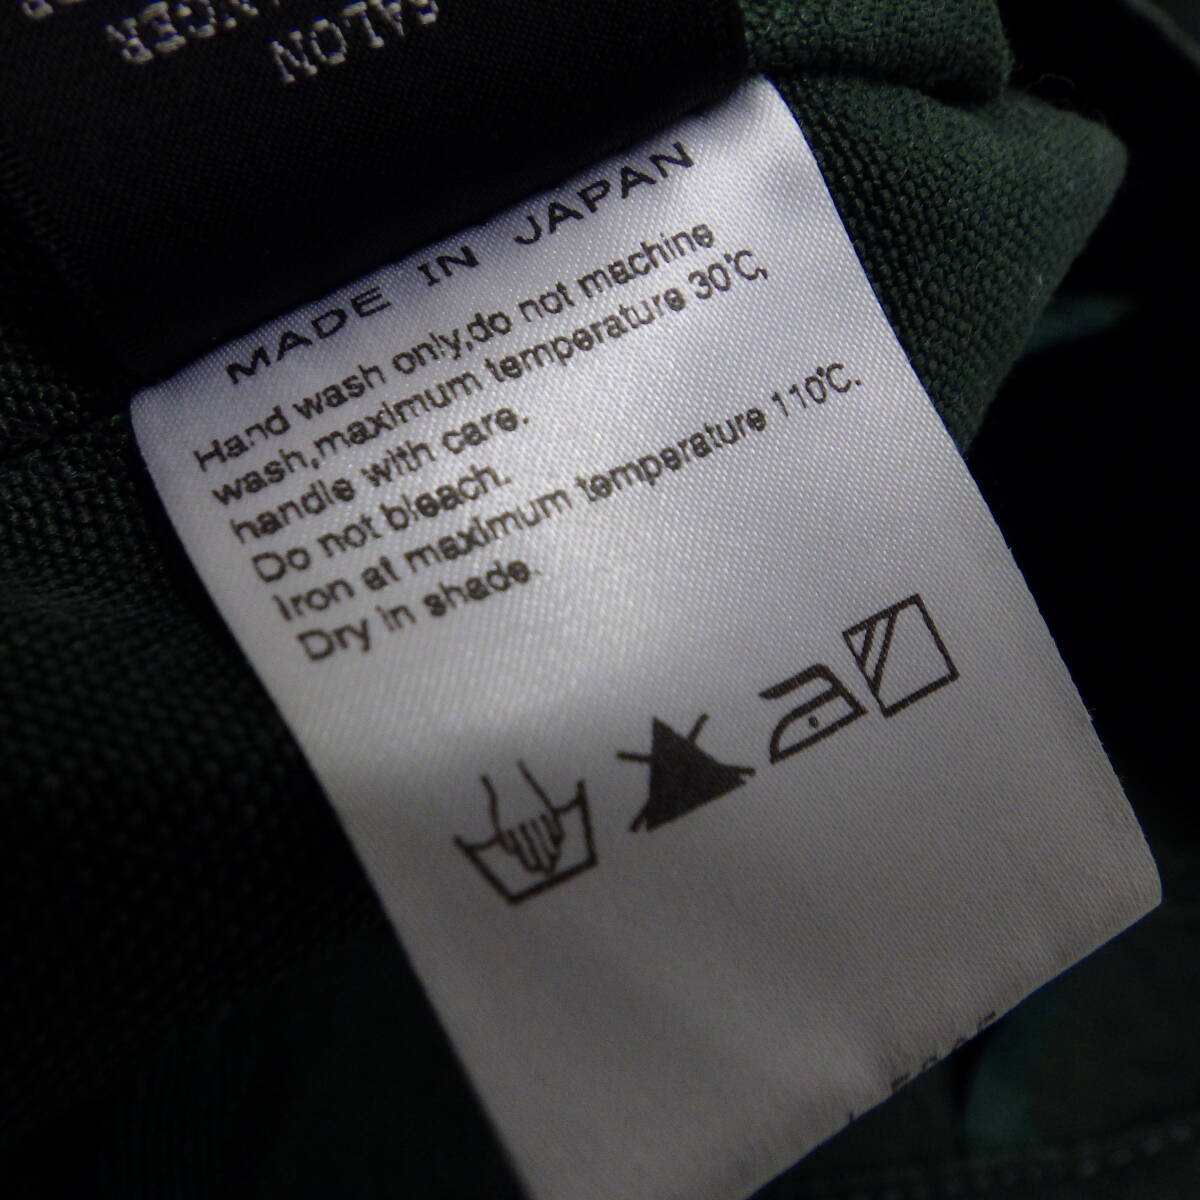 SALON
MADE IN JAPAN
Hand wash only,do not machine
wash,maximum temperature 30℃,
handle with care.
Do not bleach.
Iron at maximum temperature 110℃.
Dry in shade.